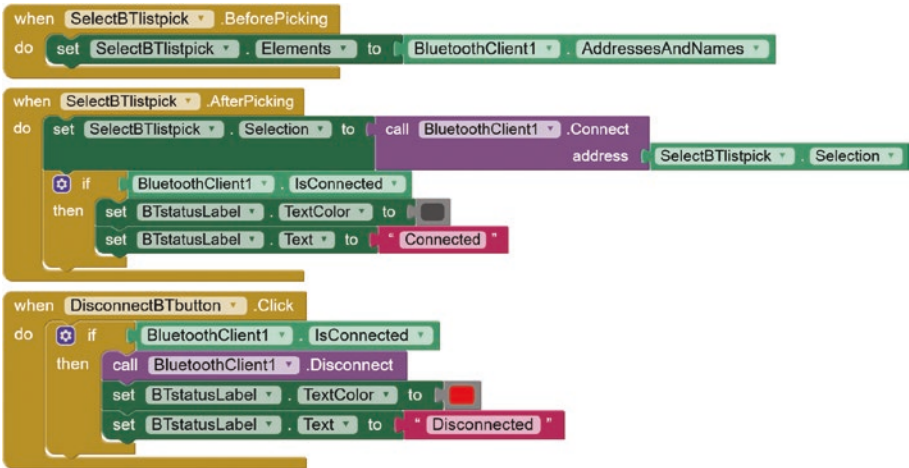 when SelectBTlistpick .BeforePicking
do set SelectBTlistpick . Elements to BluetoothClient1 . AddressesAndNames
when SelectBTlistpick .AfterPicking
do set SelectBTlistpick . Selection to call BluetoothClient1 .Connect
address SelectBTlistpick . Selection
if BluetoothClient1 . IsConnected
then set BTstatusLabel . TextColor to
set BTstatusLabel . Text to " Connected "
when DisconnectBTbutton .Click
do if BluetoothClient1 . IsConnected
then call BluetoothClient1 .Disconnect
set BTstatusLabel . TextColor to
set BTstatusLabel . Text to " Disconnected "